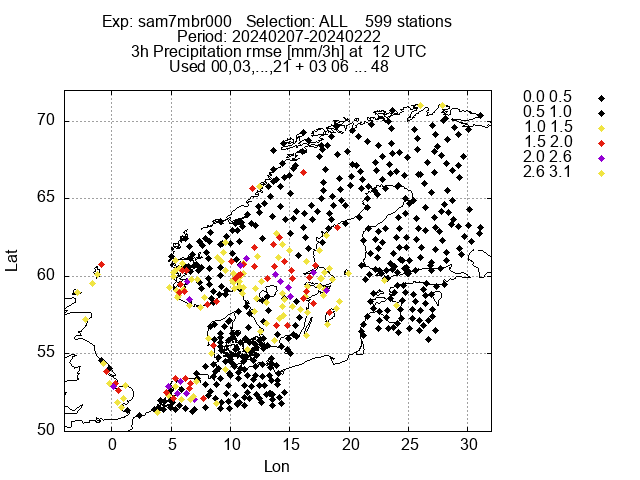 Exp: sam7mbr000 Selection: ALL 599 stations
Period: 20240207-20240222
3h Precipitation rmse [mm/3h] at 12 UTC
Used 00,03,...,21 + 03 06 ... 48
0.0 0.5
0.5 1.0
1.0 1.5
1.5 2.0
2.0 2.6
2.6 3.1
70
65
60
55
50
Lat
0 5 10 15 20 25 30
Lon